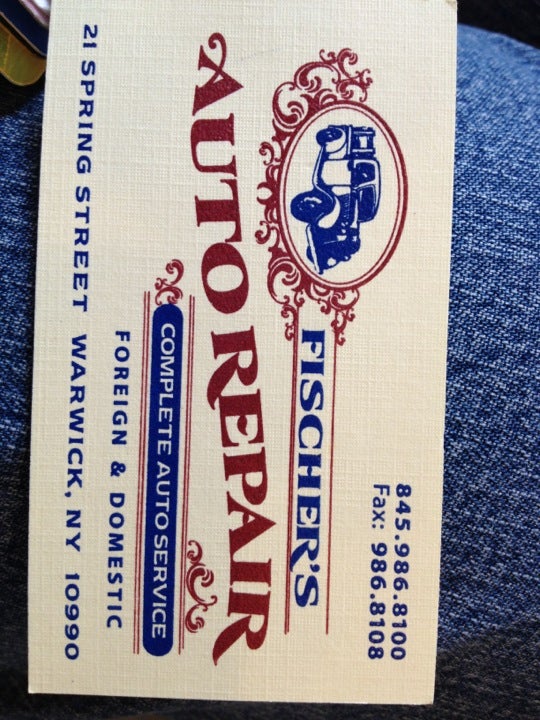 845.986.8100
Fax: 986.8108
FISCHER'S
AUTO REPAIR
COMPLETE AUTO SERVICE
FOREIGN & DOMESTIC
21 SPRING STREET WARWICK, NY 10990